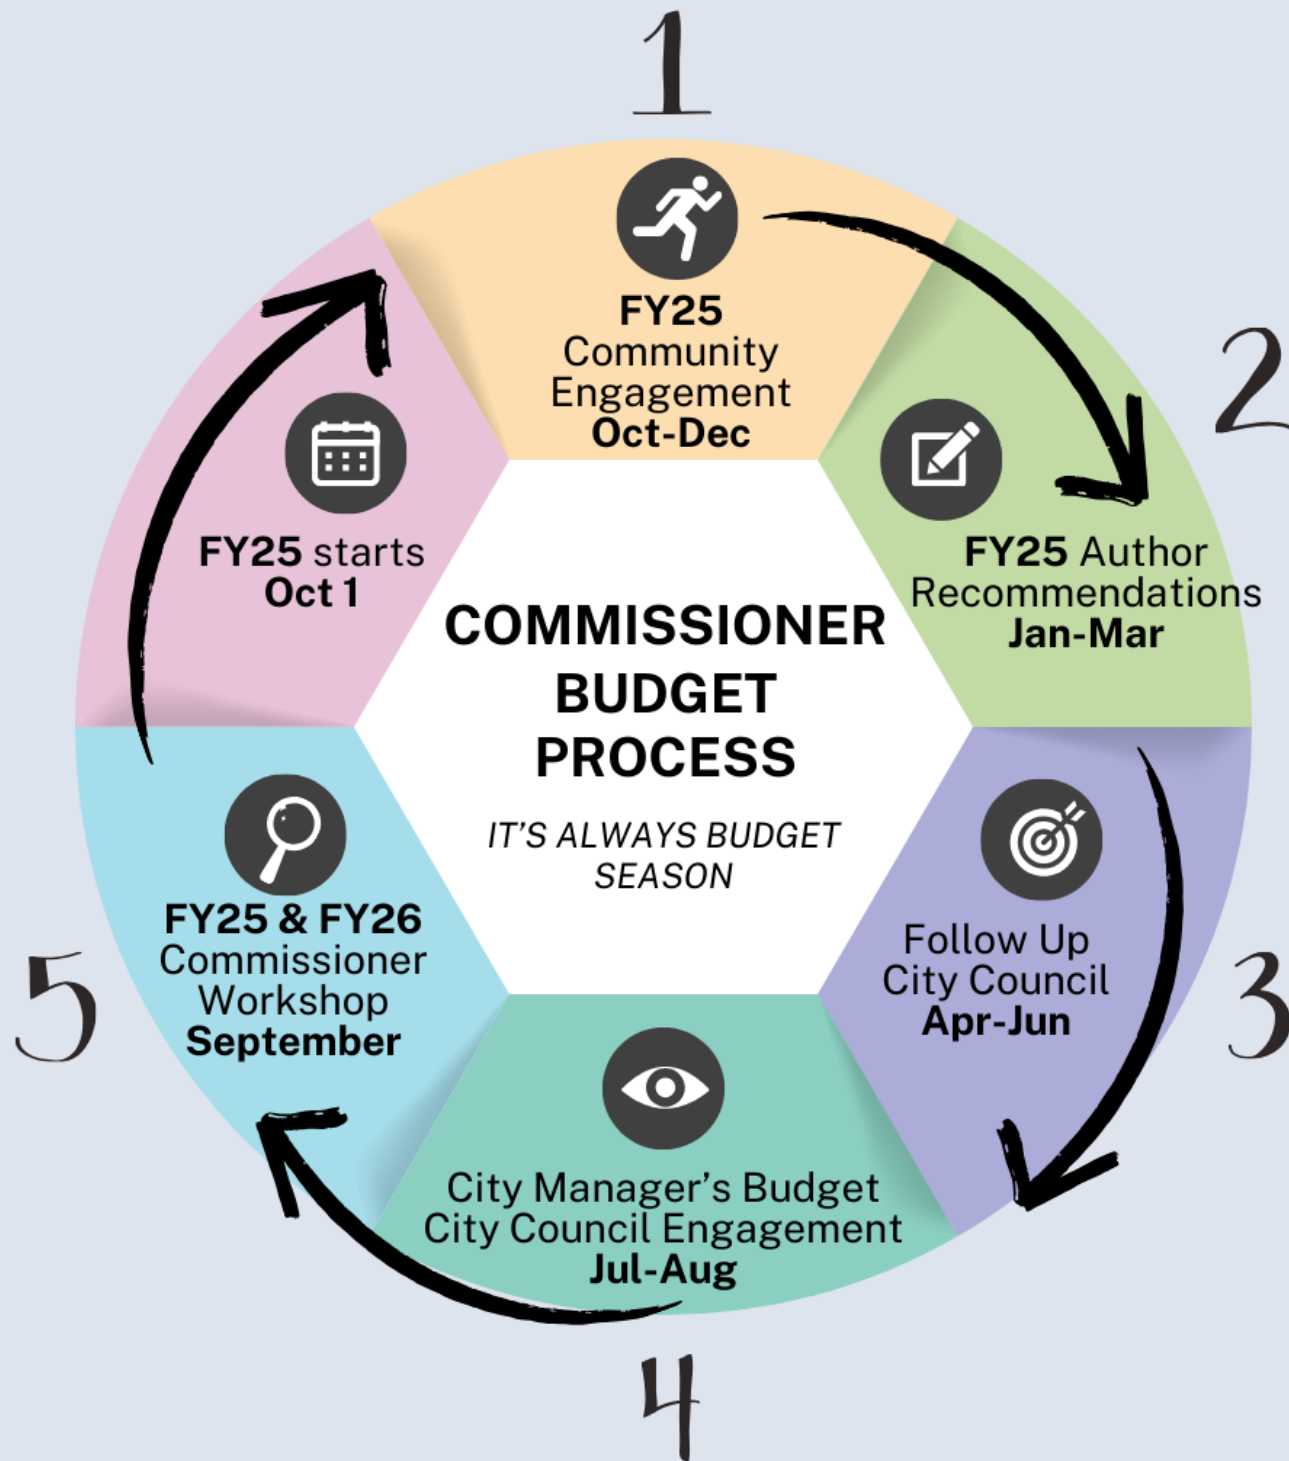 1
FY25
Community
Engagement
Oct-Dec
2
FY25 Author
Recommendations
Jan-Mar
3
Follow Up
City Council
Apr-Jun
4
City Manager’s Budget
City Council Engagement
Jul-Aug
5
FY25 & FY26
Commissioner
Workshop
September
FY25 starts
Oct 1
COMMISSIONER
BUDGET
PROCESS
IT’S ALWAYS BUDGET
SEASON